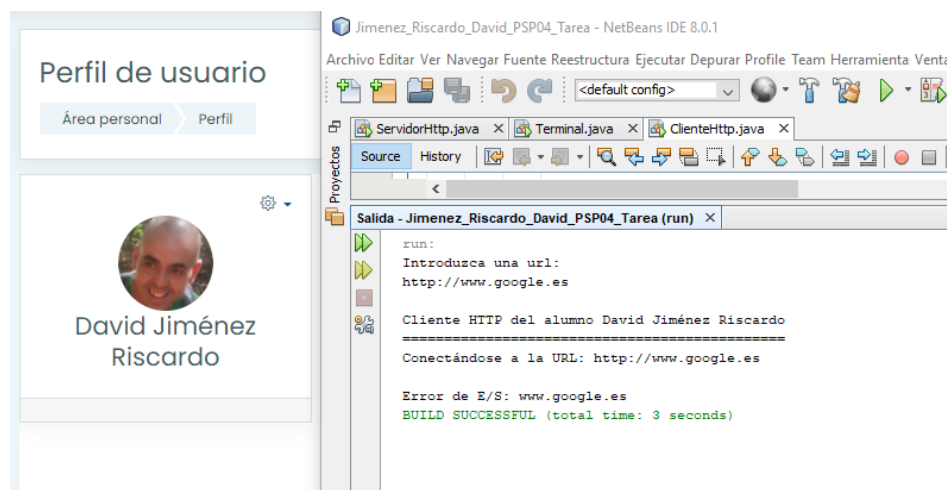 Perfil de usuario
Área personal
Perfil
David Jiménez
Riscardo
Jimenez_Riscardo_David_PSP04_Tarea - NetBeans IDE 8.0.1
Archivo Editar Ver Navegar Fuente Reestructura Ejecutar Depurar Profile Team Herramienta Venta
<default config>
ServidorHttp.java Terminal.java ClienteHttp.java
Source History
Proyectos
Salida - Jimenez_Riscardo_David_PSP04_Tarea (run)
run:
Introduzca una url:
http://www.google.es
Cliente HTTP del alumno David Jiménez Riscardo
==============================================
Conectándose a la URL: http://www.google.es
Error de E/S: www.google.es
BUILD SUCCESSFUL (total time: 3 seconds)